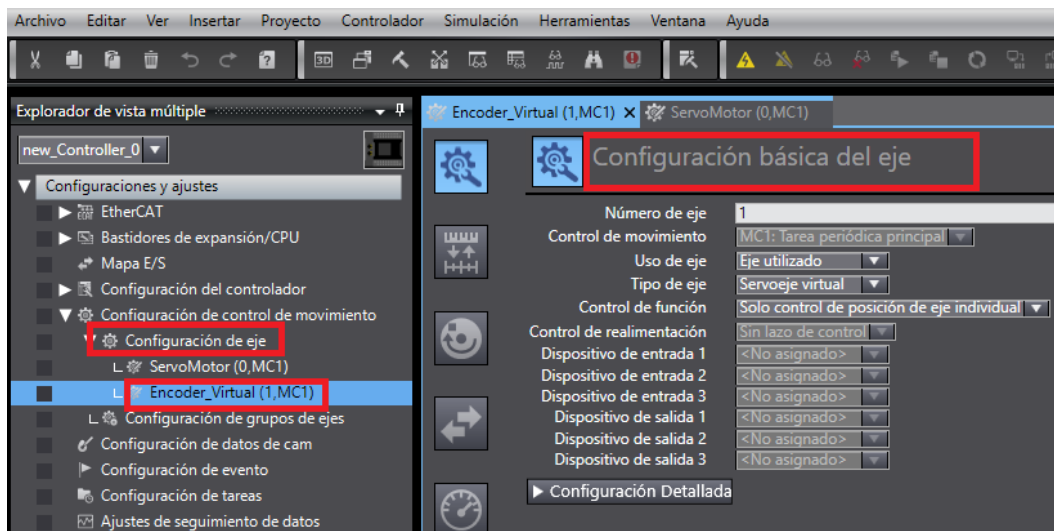 Archivo Editar Ver Insertar Proyecto Controlador Simulación Herramientas Ventana Ayuda
3D
Explorador de vista múltiple
new_Controller_0
Configuraciones y ajustes
EtherCAT
Bastidores de expansión/CPU
Mapa E/S
Configuración del controlador
Configuración de control de movimiento
Configuración de eje
ServoMotor (0,MC1)
Encoder_Virtual (1,MC1)
Configuración de grupos de ejes
Configuración de datos de cam
Configuración de evento
Configuración de tareas
Ajustes de seguimiento de datos
Encoder_Virtual (1,MC1) ServoMotor (0,MC1)
Configuración básica del eje
Número de eje 1
Control de movimiento MC1: Tarea periódica principal
Uso de eje Eje utilizado
Tipo de eje Servoeje virtual
Control de función Solo control de posición de eje individual
Control de realimentación Sin lazo de control
Dispositivo de entrada 1 <No asignado>
Dispositivo de entrada 2 <No asignado>
Dispositivo de entrada 3 <No asignado>
Dispositivo de salida 1 <No asignado>
Dispositivo de salida 2 <No asignado>
Dispositivo de salida 3 <No asignado>
Configuración Detallada